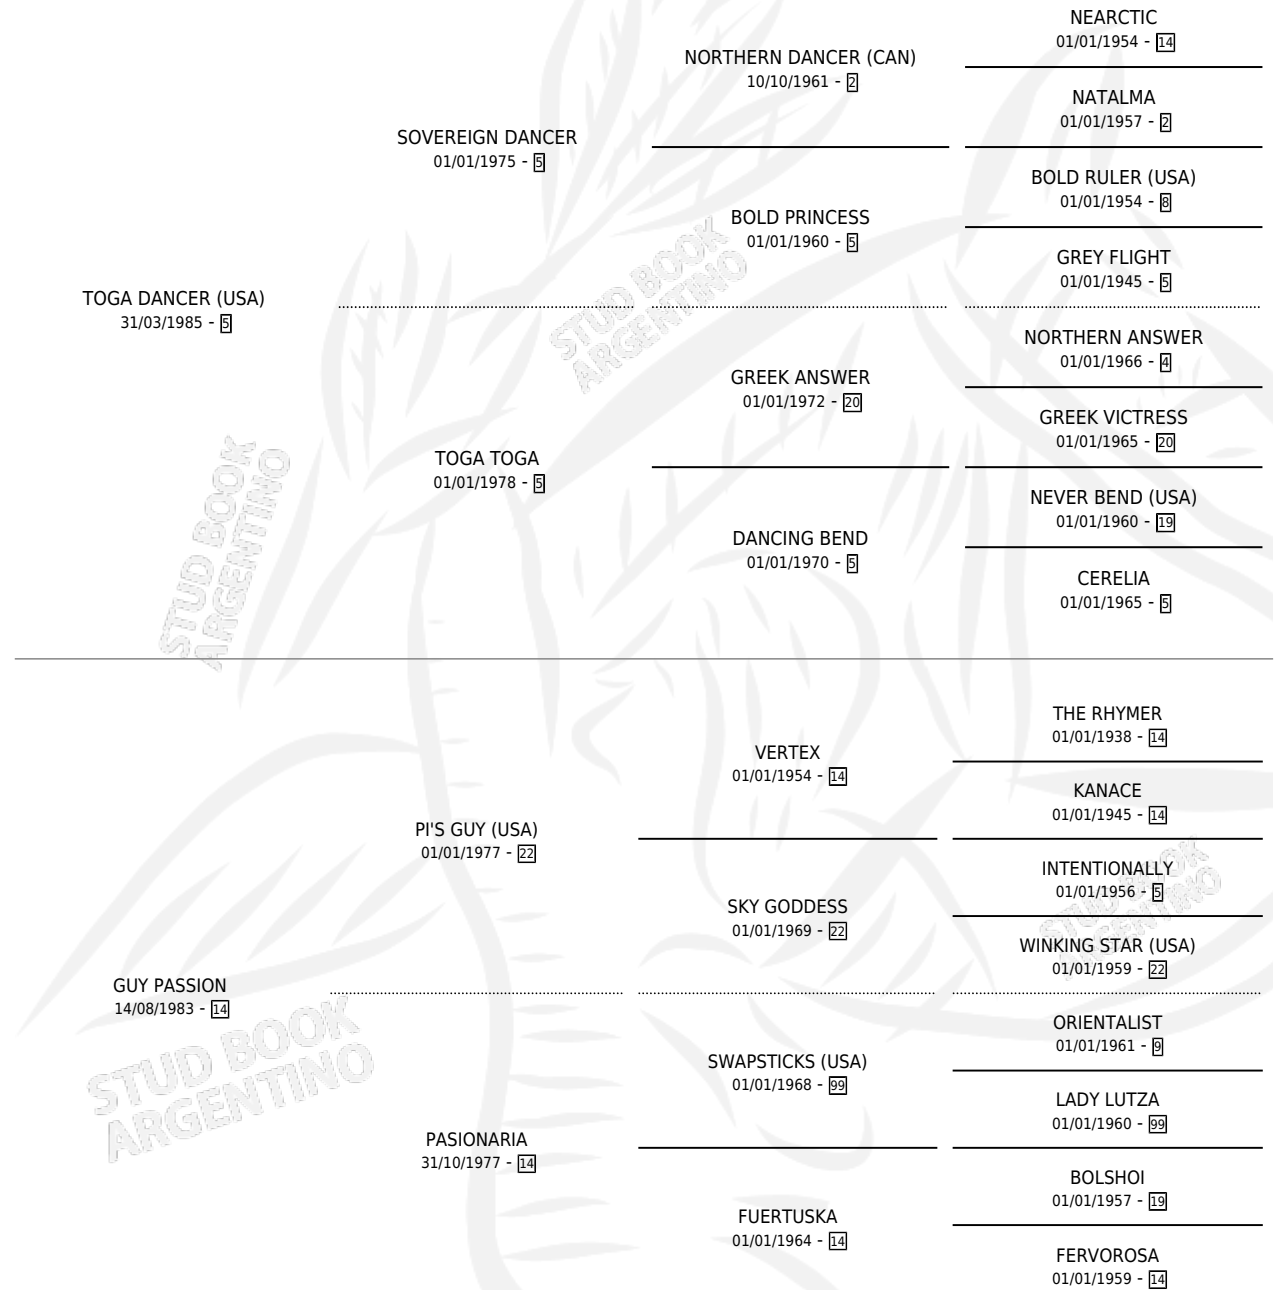 NEARCTIC
01/01/1954 - 14
NORTHERN DANCER (CAN)
10/10/1961 - 2
NATALMA
01/01/1957 - 2
SOVEREIGN DANCER
01/01/1975 - 5
BOLD RULER (USA)
01/01/1954 - 8
BOLD PRINCESS
01/01/1960 - 5
GREY FLIGHT
01/01/1945 - 5
STUD BOOK
ARGENTINO
TOGA DANCER (USA)
31/03/1985 - 5
NORTHERN ANSWER
01/01/1966 - 4
GREEK ANSWER
01/01/1972 - 20
GREEK VICTRESS
01/01/1965 - 20
TOGA TOGA
01/01/1978 - 5
NEVER BEND (USA)
01/01/1960 - 19
DANCING BEND
01/01/1970 - 5
CERELIA
01/01/1965 - 5
STUD BOOK
ARGENTINO
THE RHYMER
01/01/1938 - 14
VERTEX
01/01/1954 - 14
KANACE
01/01/1945 - 14
PI'S GUY (USA)
01/01/1977 - 22
INTENTIONALLY
01/01/1956 - 5
SKY GODDESS
01/01/1969 - 22
STUD BOOK
ARGENTINO
WINKING STAR (USA)
01/01/1959 - 22
GUY PASSION
14/08/1983 - 14
ORIENTALIST
01/01/1961 - 9
SWAPSTICKS (USA)
01/01/1968 - 99
LADY LUTZA
01/01/1960 - 99
STUD BOOK
ARGENTINO
PASIONARIA
31/10/1977 - 14
BOLSHOI
01/01/1957 - 19
FUERTUSKA
01/01/1964 - 14
FERVOROSA
01/01/1959 - 14